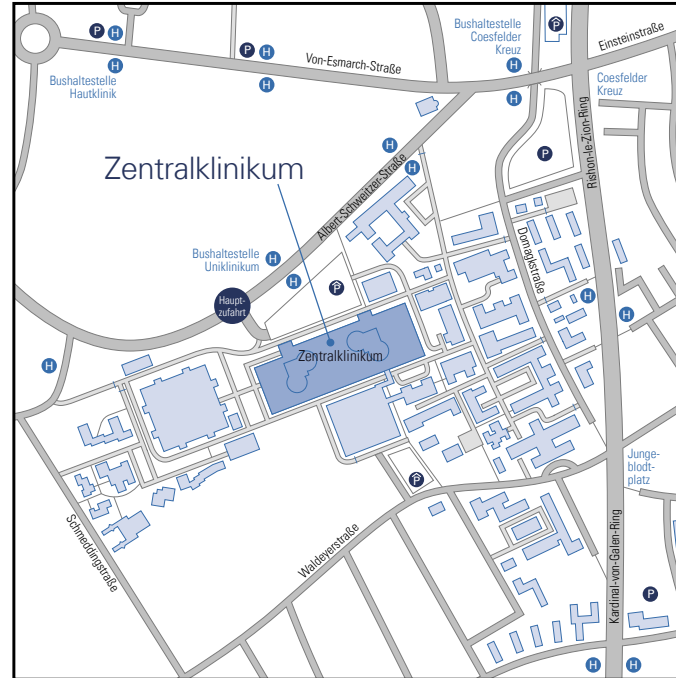 P
H
H
Bushaltestelle
Hautklinik
P
H
H
Von-Esmarch-Straße
Bushaltestelle
Coesfelder
Kreuz
H
H
P
Einsteinstraße
Coesfelder
Kreuz
Rishon-le-Zion-Ring
P
Zentralklinikum
H
H
Albert-Schweitzer-Straße
Domagkstraße
Bushaltestelle
Uniklinikum
H
H
P
Haupt-
zufahrt
H
H
H
Zentralklinikum
Junge-
blodt-
platz
P
Schmeddingstraße
Waldeyerstraße
Kardinal-von-Galen-Ring
P
H
H